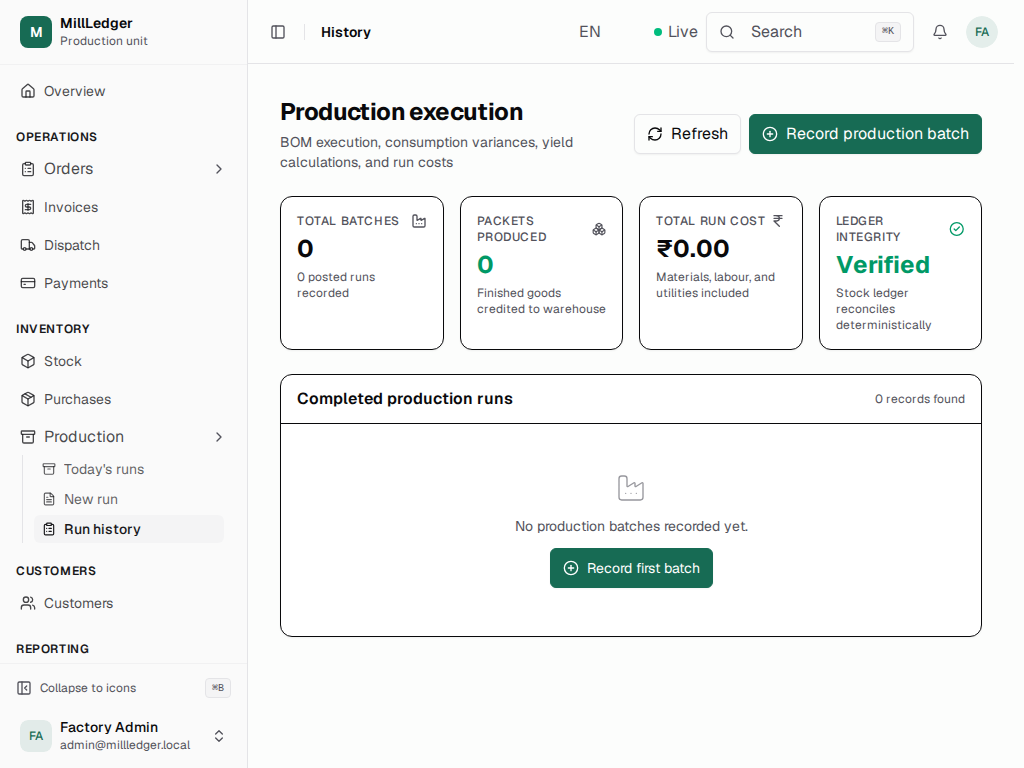 M
MillLedger
Production unit
Overview
OPERATIONS
Orders
Invoices
Dispatch
Payments
INVENTORY
Stock
Purchases
Production
Today's runs
New run
Run history
CUSTOMERS
Customers
REPORTING
Collapse to icons
⌘B
FA
Factory Admin
admin@millledger.local
History
EN
Live
Search
⌘K
FA
Production execution
BOM execution, consumption variances, yield
calculations, and run costs
Refresh
Record production batch
TOTAL BATCHES
0
0 posted runs
recorded
PACKETS
PRODUCED
0
Finished goods
credited to warehouse
TOTAL RUN COST
₹0.00
Materials, labour, and
utilities included
LEDGER
INTEGRITY
Verified
Stock ledger
reconciles
deterministically
Completed production runs
0 records found
No production batches recorded yet.
Record first batch